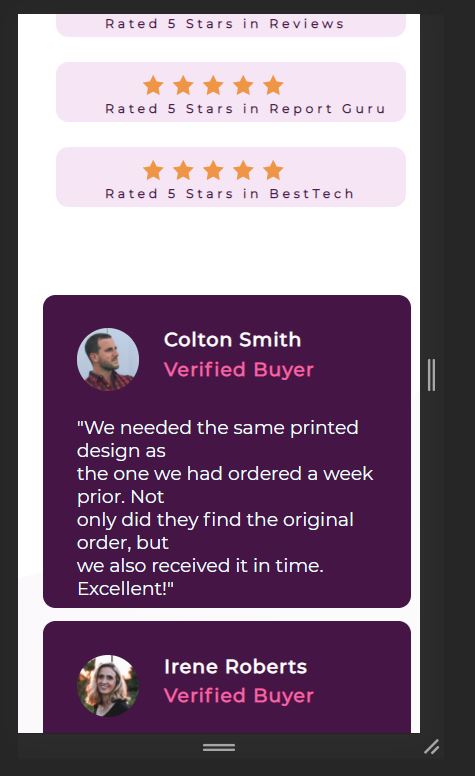 Rated 5 Stars in Reviews
Rated 5 Stars in Report Guru
Rated 5 Stars in BestTech
Colton Smith
Verified Buyer
"We needed the same printed
design as
the one we had ordered a week
prior. Not
only did they find the original
order, but
we also received it in time.
Excellent!"
Irene Roberts
Verified Buyer